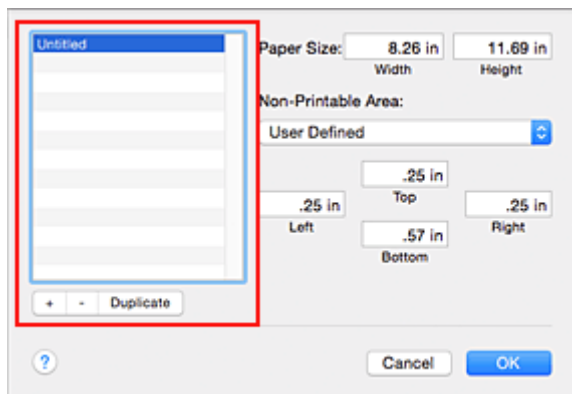 Untitled
Paper Size: 8.26 in 11.69 in
Width Height
Non-Printable Area:
User Defined
.25 in
Top
.25 in .25 in
Left Right
.57 in
Bottom
+ - Duplicate
? Cancel OK